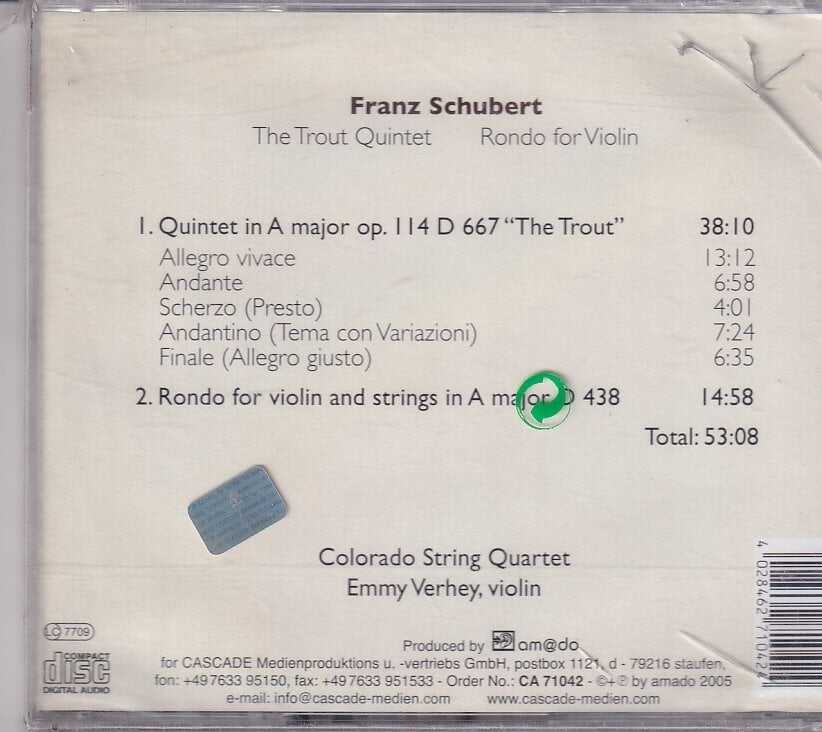 Franz Schubert
The Trout Quintet Rondo for Violin
1. Quintet in A major op. 114 D 667 “The Trout” 38:10
Allegro vivace 13:12
Andante 6:58
Scherzo (Presto) 4:01
Andantino (Tema con Variazioni) 7:24
Finale (Allegro giusto) 6:35
2. Rondo for violin and strings in A major D 438 14:58
Total: 53:08
Colorado String Quartet
Emmy Verhey, violin
4 028462 710424
LC 7709
COMPACT
disc
DIGITAL AUDIO
Produced by am@do
for CASCADE Medienproduktions u. -vertriebs GmbH, postbox 1121, d - 79216 staufen,
fon: +497633 95150, fax: +497633 951533 - Order No.: CA 71042 - ©+℗ by amado 2005
e-mail: info@cascade-medien.com www.cascade-medien.com